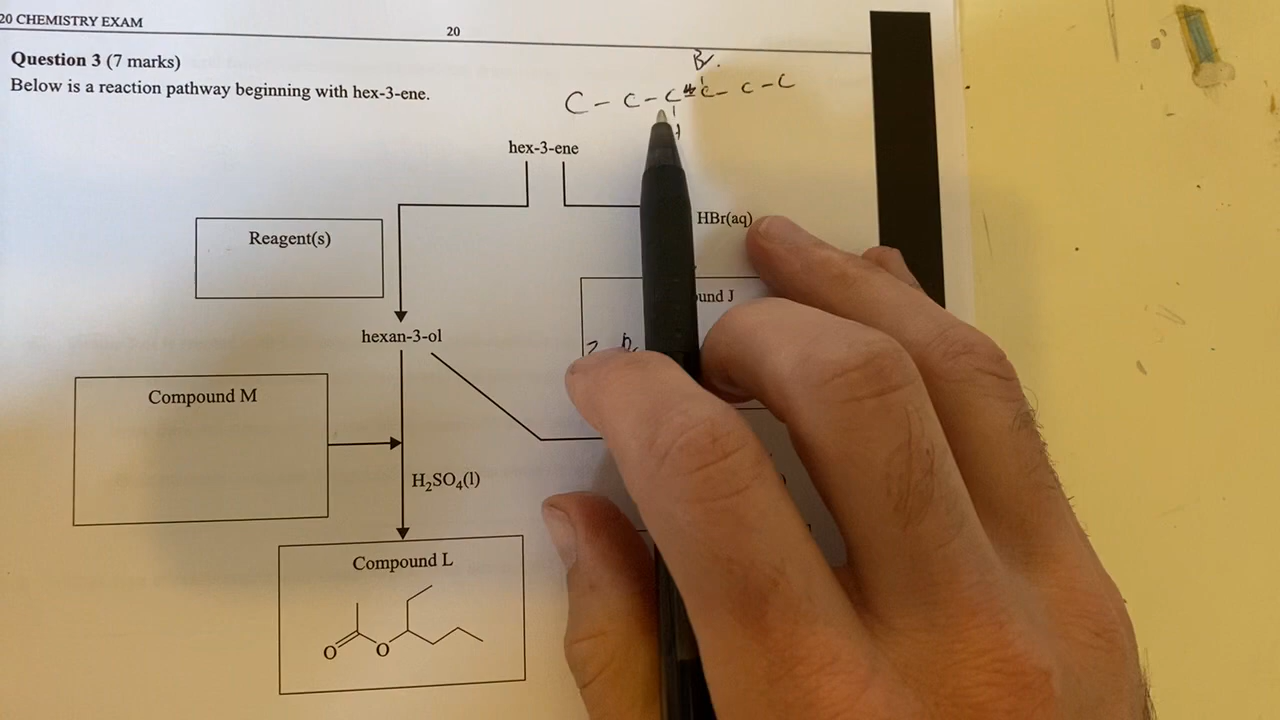 20 CHEMISTRY EXAM
20
Question 3 (7 marks)
Below is a reaction pathway beginning with hex-3-ene.
Br.
C - C - C C - C - C
hex-3-ene
HBr(aq)
Reagent(s)
und J
hexan-3-ol
Compound M
H₂SO₄(l)
Compound L
O
O